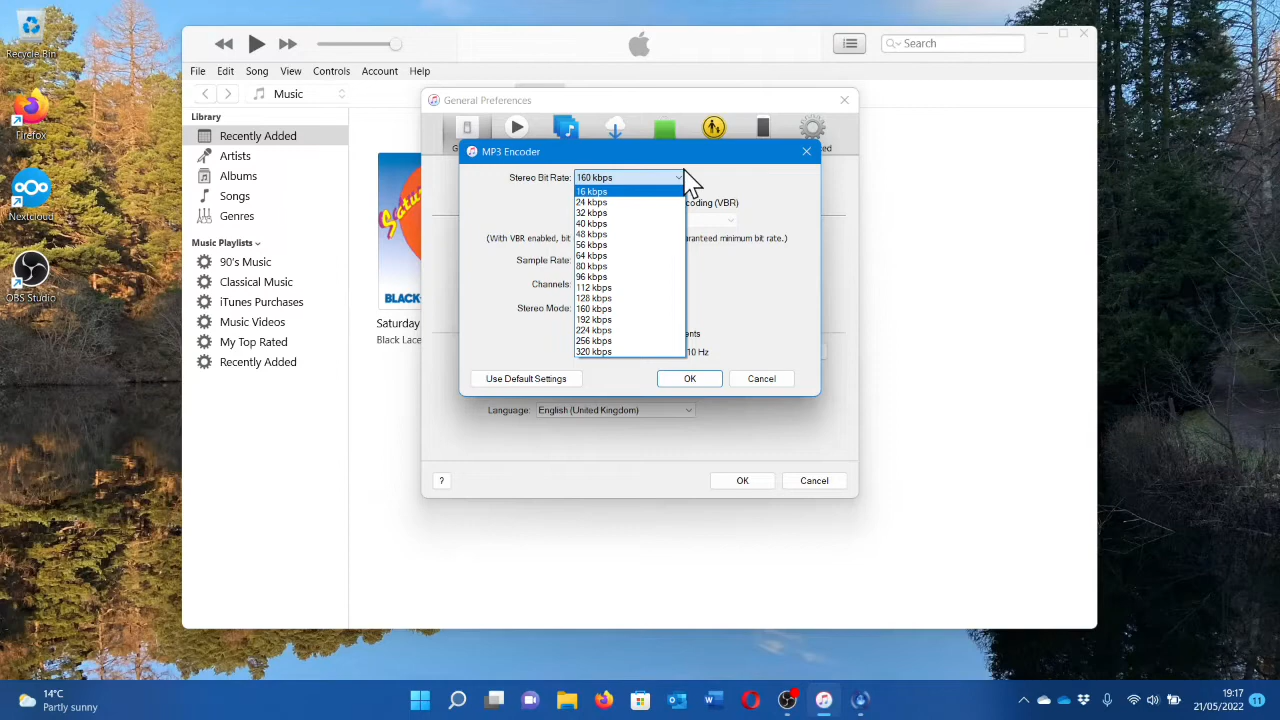 Recycle Bin
Firefox
Nextcloud
OBS Studio
Search
File Edit Song View Controls Account Help
Music
Library
Recently Added
Artists
Albums
Songs
Genres
Music Playlists
90's Music
Classical Music
iTunes Purchases
Music Videos
My Top Rated
Recently Added
BLACK
Saturday
Black Lace
General Preferences
MP3 Encoder
Stereo Bit Rate: 160 kbps
16 kbps
24 kbps
32 kbps
40 kbps
48 kbps
56 kbps
64 kbps
80 kbps
96 kbps
112 kbps
128 kbps
160 kbps
192 kbps
224 kbps
256 kbps
320 kbps
(VBR)
(With VBR enabled, bit
guaranteed minimum bit rate.)
Sample Rate:
Channels:
Stereo Mode:
10 Hz
Use Default Settings OK Cancel
Language: English (United Kingdom)
? OK Cancel
14°C
Partly sunny
19:17
21/05/2022
11